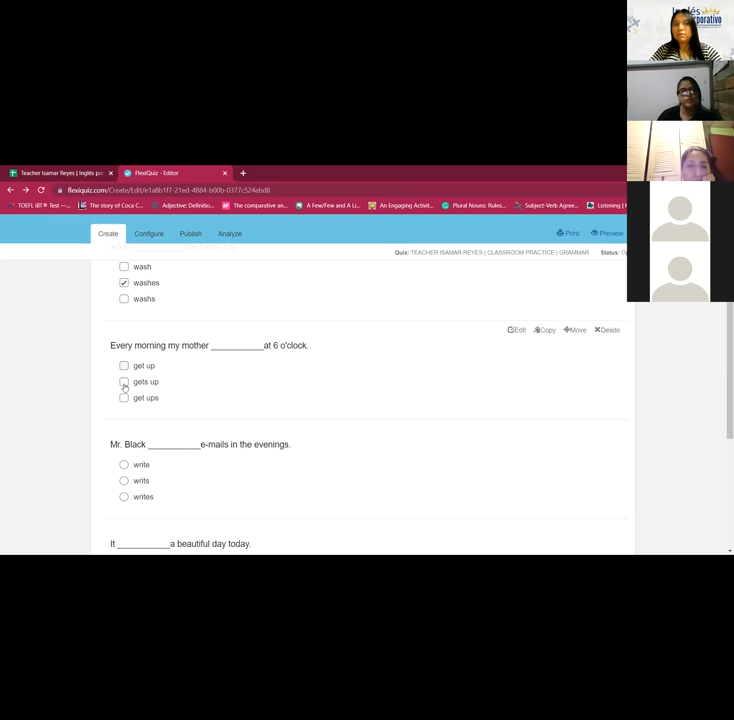 Inglés
corporativo
Teacher Isamar Reyes | Inglés pa
FlexiQuiz - Editor
flexiquiz.com/Create/Edit/e1a8b1f7-21ed-4884-b00b-0377c524ebd8
TOEFL iBT® Test —...
The story of Coca C...
Adjective: Definitio...
The comparative an...
A Few/Few and A Li...
An Engaging Activit...
Plural Nouns: Rules...
Subject-Verb Agree...
Listening
Create
Configure
Publish
Analyze
Print
Preview
Quiz: TEACHER ISAMAR REYES | CLASSROOM PRACTICE | GRAMMAR
Status: O
wash
washes
washs
Edit
Copy
Move
Delete
Every morning my mother ___________at 6 o'clock.
get up
gets up
get ups
Mr. Black ___________e-mails in the evenings.
write
writs
writes
It ___________a beautiful day today.